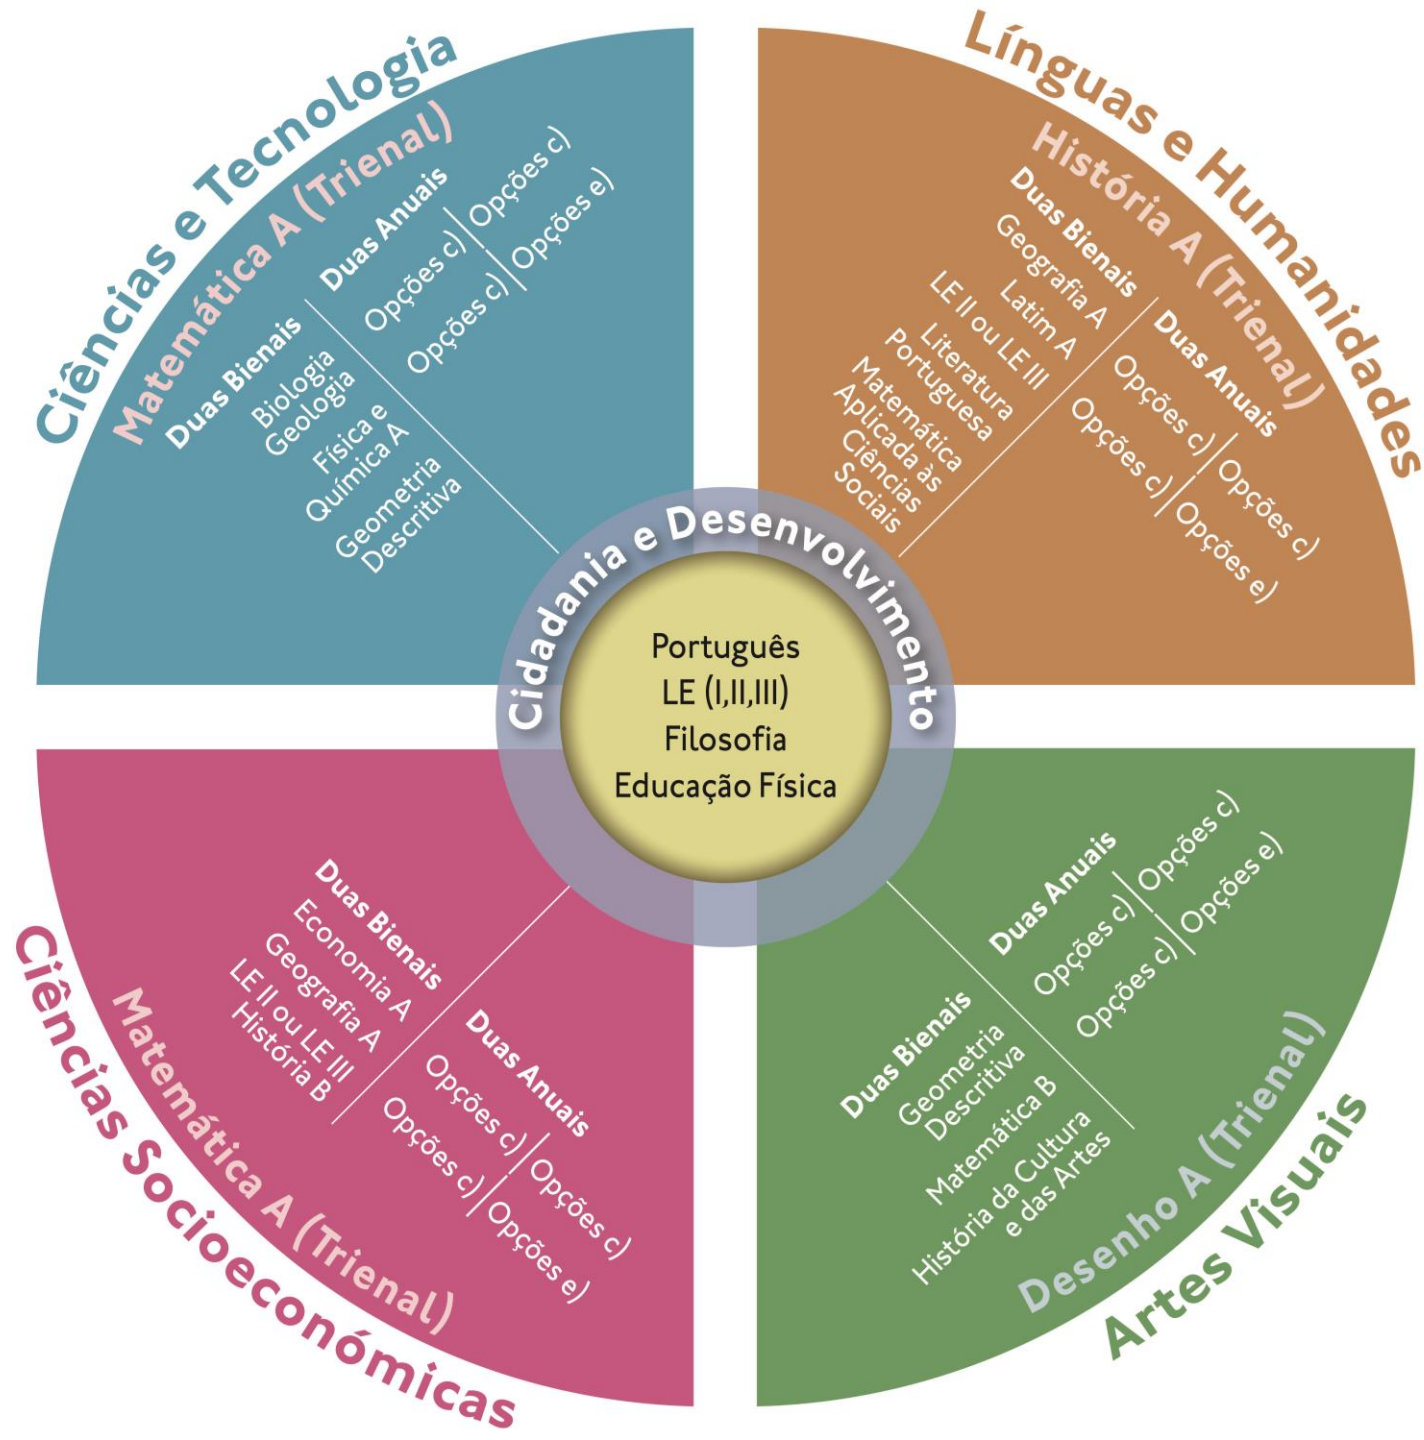 Ciências e Tecnologia
Matemática A (Trienal)
Duas Bienais
Biologia
Geologia
Física e
Química A
Geometria
Descritiva
Duas Anuais
Opções c)
Opções c)
Opções c)
Opções e)
Línguas e Humanidades
História A (Trienal)
Duas Bienais
Geografia A
Latim A
LE II ou LE III
Literatura
Portuguesa
Matemática
Aplicada às
Ciências
Sociais
Duas Anuais
Opções c)
Opções c)
Opções c)
Opções e)
Cidadania e Desenvolvimento
Português
LE (I,II,III)
Filosofia
Educação Física
Ciências Socioeconómicas
Matemática A (Trienal)
Duas Bienais
Economia A
Geografia A
LE II ou LE III
História B
Duas Anuais
Opções c)
Opções c)
Opções c)
Opções e)
Artes Visuais
Desenho A (Trienal)
Duas Bienais
Geometria
Descritiva
Matemática B
História da Cultura
e das Artes
Duas Anuais
Opções c)
Opções c)
Opções c)
Opções e)